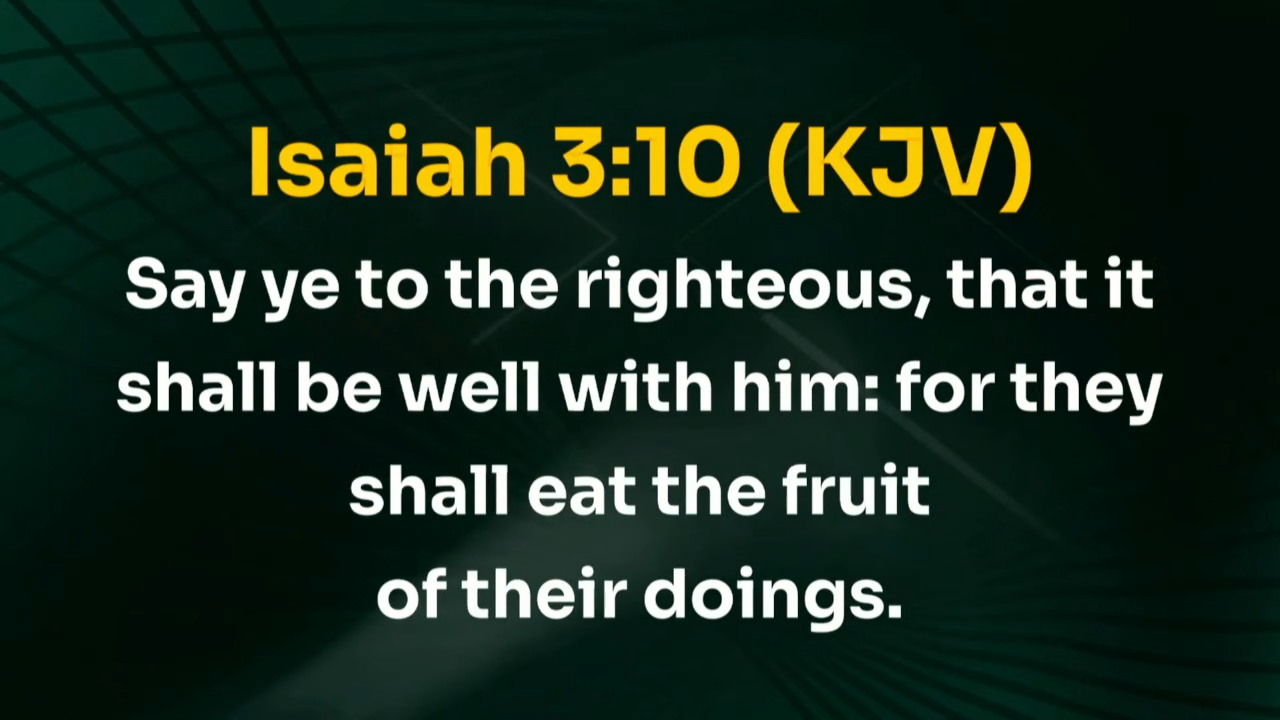 Isaiah 3:10 (KJV)
Say ye to the righteous, that it
shall be well with him: for they
shall eat the fruit
of their doings.